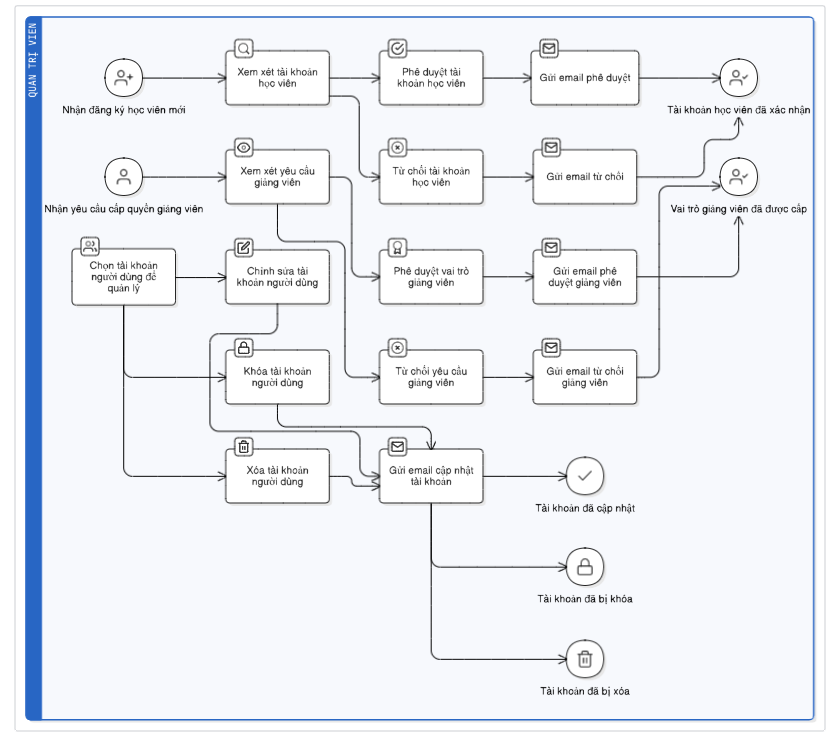 QUẢN TRỊ VIÊN
Xem xét tài khoản
học viên
Phê duyệt tài
khoản học viên
Gửi email phê duyệt
Nhận đăng ký học viên mới
Tài khoản học viên đã xác nhận
Xem xét yêu cầu
giảng viên
Từ chối tài khoản
học viên
Gửi email từ chối
Nhận yêu cầu cấp quyền giảng viên
Vai trò giảng viên đã được cấp
Chọn tài khoản
người dùng để
quản lý
Chỉnh sửa tài
khoản người dùng
Phê duyệt vai trò
giảng viên
Gửi email phê
duyệt giảng viên
Khóa tài khoản
người dùng
Từ chối yêu cầu
giảng viên
Gửi email từ chối
giảng viên
Xóa tài khoản
người dùng
Gửi email cập nhật
tài khoản
Tài khoản đã cập nhật
Tài khoản đã bị khóa
Tài khoản đã bị xóa